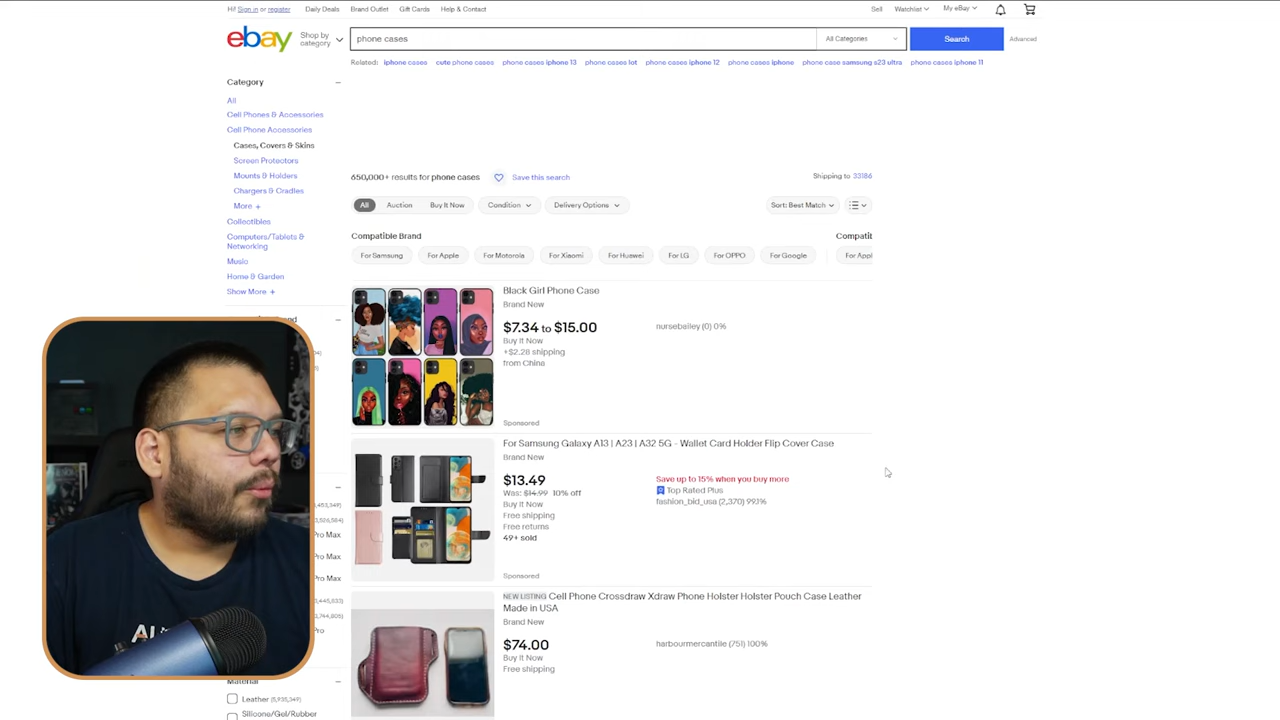 Hi! Sign in or register
Daily Deals
Brand Outlet
Gift Cards
Help & Contact
Sell
Watchlist
My eBay
ebay
Shop by category
phone cases
All Categories
Search
Advanced
Related:
iphone cases
cute phone cases
phone cases iphone 13
phone cases lot
phone cases iphone 12
phone cases iphone
phone case samsung s23 ultra
phone cases iphone 11
Category
All
Cell Phones & Accessories
Cell Phone Accessories
Cases, Covers & Skins
Screen Protectors
Mounts & Holders
Chargers & Cradles
More +
Collectibles
Computers/Tablets &
Networking
Music
Home & Garden
Show More +
650,000+ results for phone cases
Save this search
Shipping to 33186
All
Auction
Buy It Now
Condition
Delivery Options
Sort: Best Match
Compatible Brand
Compatib
For Samsung
For Apple
For Motorola
For Xiaomi
For Huawei
For LG
For OPPO
For Google
For Appl
Black Girl Phone Case
Brand New
$7.34 to $15.00
Buy It Now
+$2.28 shipping
from China
nursebailey (0) 0%
Sponsored
For Samsung Galaxy A13 | A23 | A32 5G - Wallet Card Holder Flip Cover Case
Brand New
$13.49
Was: $14.99 10% off
Buy It Now
Free shipping
Free returns
49+ sold
Save up to 15% when you buy more
Top Rated Plus
fashion_bid_usa (2,370) 99.1%
Sponsored
NEW LISTING Cell Phone Crossdraw Xdraw Phone Holster Holster Pouch Case Leather
Made in USA
Brand New
$74.00
Buy It Now
Free shipping
harbourmercantile (751) 100%
Pro Max
Pro Max
Pro Max
Pro
Material
Leather (5,935,349)
Silicone/Gel/Rubber